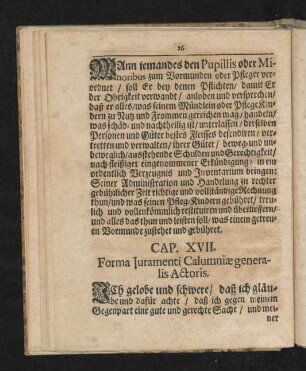 26
WAnn jemandes den Pupillis oder Mi-
noribus zum Vormunden oder Pfleger ver-
ordnet / soll Er bey denen Pflichten / damit Er
der Obrigkeit verwandt / anloben und versprechen /
daß er alles / was seinem Mündlein oder Pfleg-Kin-
dern zu Nutz und Frommen gereichen mag / handeln /
was schäd- und nachtheilig ist / unterlassen / derselben
Personen und Güter bestes Fleisses defendiren / ver-
tretten und verwalten / ihrer Güter / beweg- und un-
beweglich / ausstehende Schulden und Gerechtigkeit /
nach fleissiger eingenommener Erkündigung / in ein
ordentlich Verzeignis und Inventarium bringen:
Seiner Administration und Handlung zu rechter
gebührlicher Zeit richtige und vollständige Rechnung
thun / und was seinen Pfleg-Kindern gebühret / treu-
lich und vollenkömmlich restituiren und überliefern /
und alles das thun und leisten soll / was einem getreu-
en Vormundt zustehet und gebühret.
CAP. XVII.
Forma Juramenti Calumniæ genera-
lis Actoris.
ICh gelobe und schwere / daß ich gläu-
be und dafür achte / daß ich gegen meinem
Gegenpart eine gute und gerechte Sache / und mei-
ner